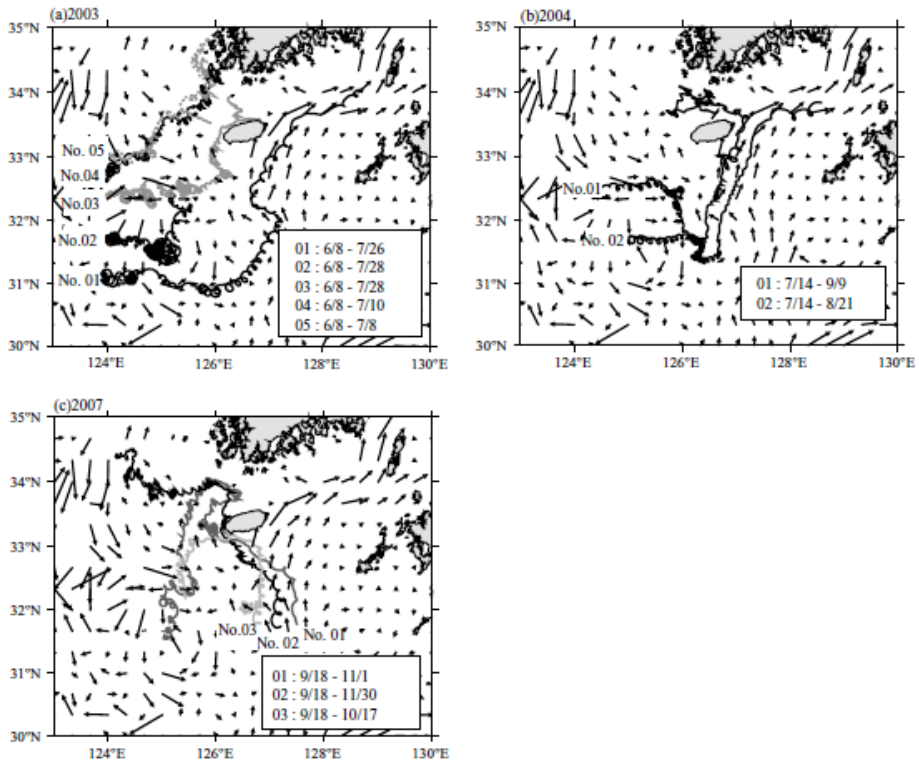 (a)2003
35°N
34°N
33°N
32°N
31°N
30°N
No. 05
No.04
No.03
No.02
No. 01
01 : 6/8 - 7/26
02 : 6/8 - 7/28
03 : 6/8 - 7/28
04 : 6/8 - 7/10
05 : 6/8 - 7/8
124°E 126°E 128°E 130°E
(b)2004
35°N
34°N
33°N
32°N
31°N
30°N
No.01
No. 02
01 : 7/14 - 9/9
02 : 7/14 - 8/21
124°E 126°E 128°E 130°E
(c)2007
35°N
34°N
33°N
32°N
31°N
30°N
No.03 No. 02 No. 01
01 : 9/18 - 11/1
02 : 9/18 - 11/30
03 : 9/18 - 10/17
124°E 126°E 128°E 130°E